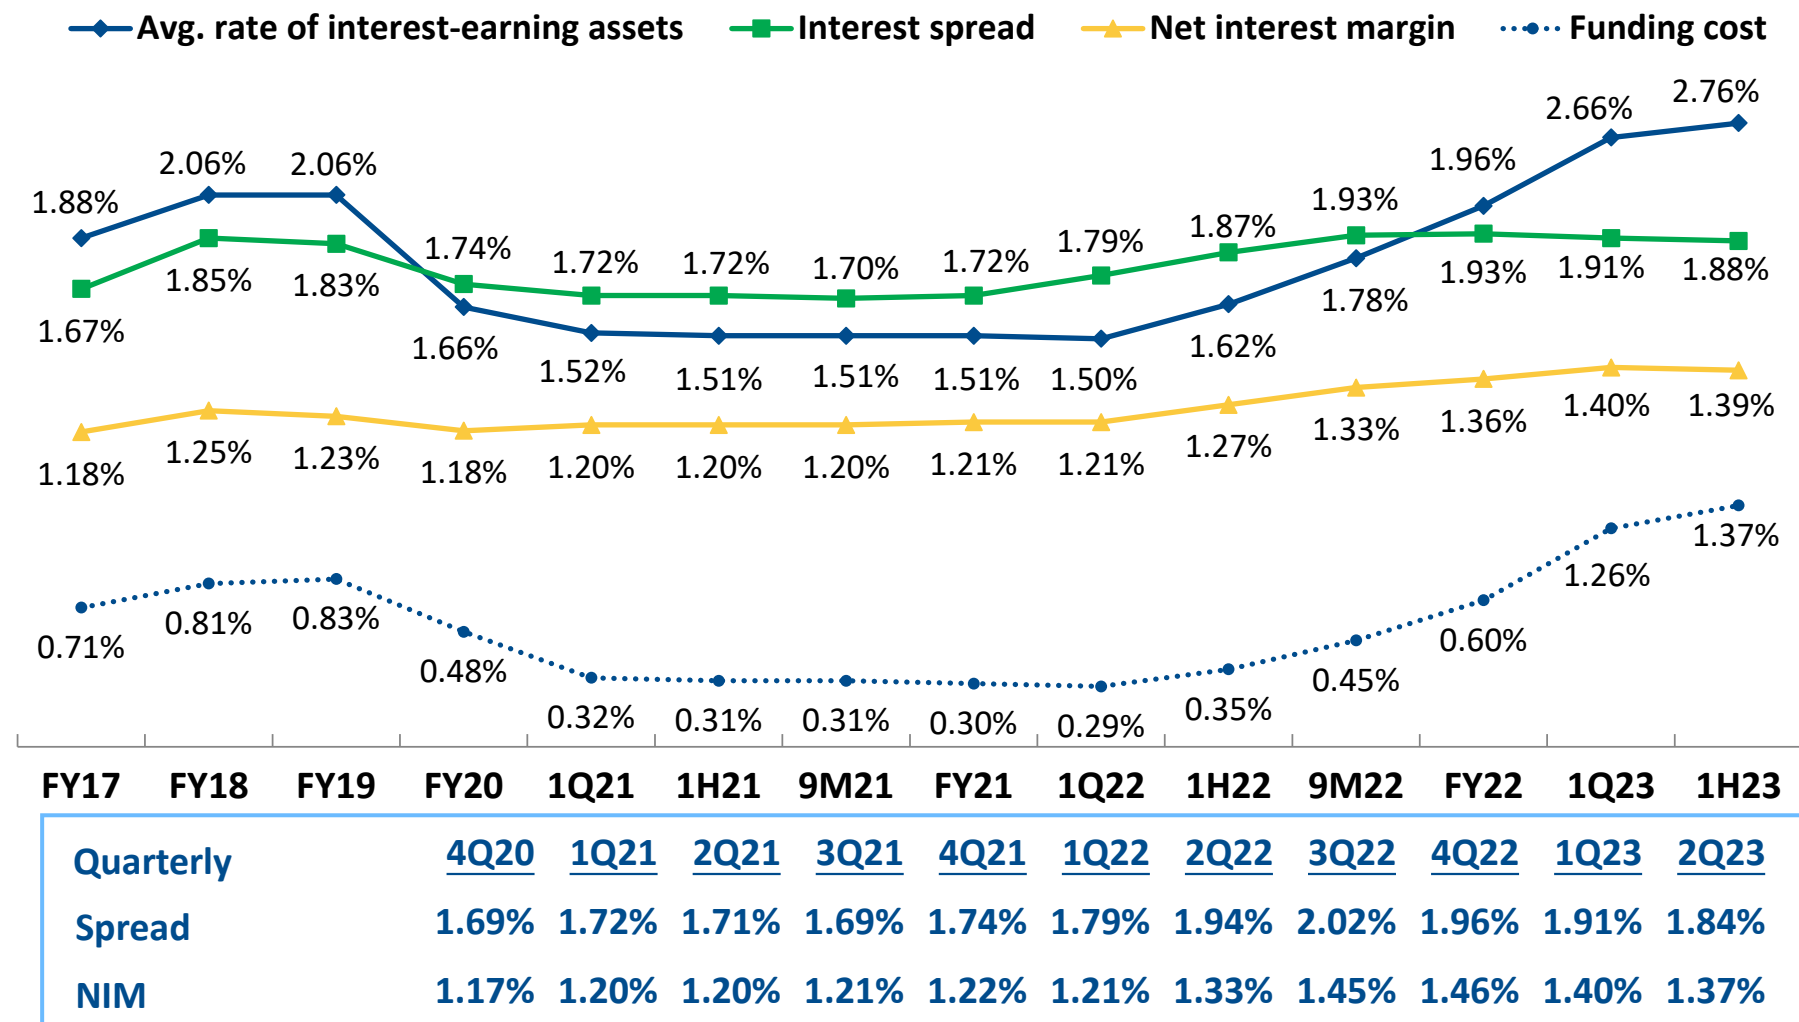 Avg. rate of interest-earning assets Interest spread Net interest margin Funding cost
2.76%
2.66%
2.06% 2.06% 1.96%
1.88% 1.93%
1.74% 1.72% 1.72% 1.70% 1.72% 1.79% 1.87%
1.85% 1.83% 1.93% 1.91% 1.88%
1.67% 1.66% 1.62% 1.78%
1.52% 1.51% 1.51% 1.51% 1.50%
1.18% 1.25% 1.23% 1.18% 1.20% 1.20% 1.20% 1.21% 1.21% 1.27% 1.33% 1.36% 1.40% 1.39%
0.71% 0.81% 0.83% 0.48% 0.32% 0.31% 0.31% 0.30% 0.29% 0.35% 0.45% 0.60% 1.26% 1.37%
FY17 FY18 FY19 FY20 1Q21 1H21 9M21 FY21 1Q22 1H22 9M22 FY22 1Q23 1H23
Quarterly 4Q20 1Q21 2Q21 3Q21 4Q21 1Q22 2Q22 3Q22 4Q22 1Q23 2Q23
Spread 1.69% 1.72% 1.71% 1.69% 1.74% 1.79% 1.94% 2.02% 1.96% 1.91% 1.84%
NIM 1.17% 1.20% 1.20% 1.21% 1.22% 1.21% 1.33% 1.45% 1.46% 1.40% 1.37%